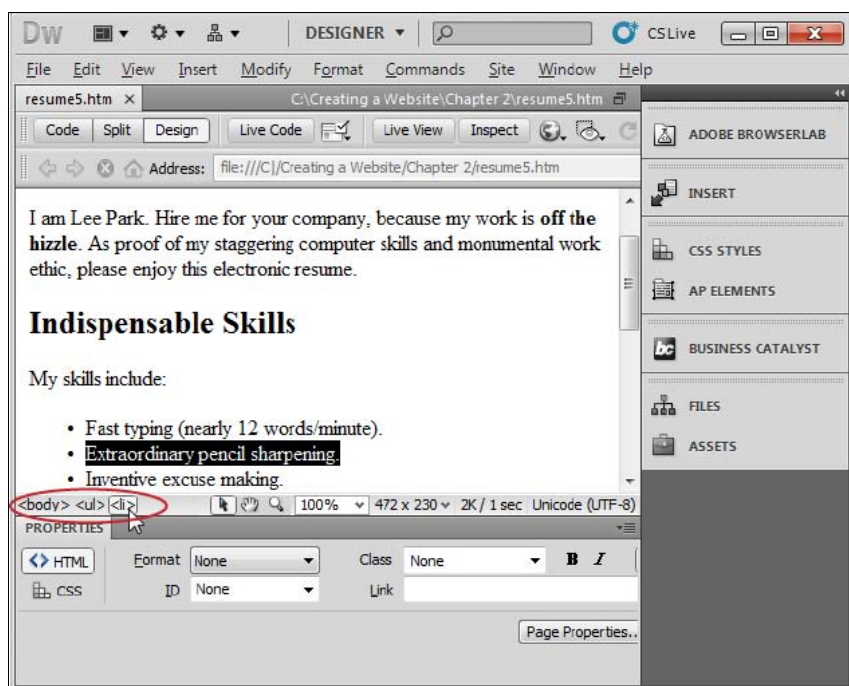 Dw DESIGNER CSLive
File Edit View Insert Modify Format Commands Site Window Help
resume5.htm × C:\Creating a Website\Chapter 2\resume5.htm
Code Split Design Live Code Live View Inspect
Address: file:///C|/Creating a Website/Chapter 2/resume5.htm
I am Lee Park. Hire me for your company, because my work is off the
hizzle. As proof of my staggering computer skills and monumental work
ethic, please enjoy this electronic resume.
Indispensable Skills
My skills include:
• Fast typing (nearly 12 words/minute).
• Extraordinary pencil sharpening.
• Inventive excuse making.
<body> <ul> <li> 100% 472 x 230 2K / 1 sec Unicode (UTF-8)
PROPERTIES
<> HTML Format None Class None B I
CSS ID None Link
Page Properties..
ADOBE BROWSERLAB
INSERT
CSS STYLES
AP ELEMENTS
bc BUSINESS CATALYST
FILES
ASSETS